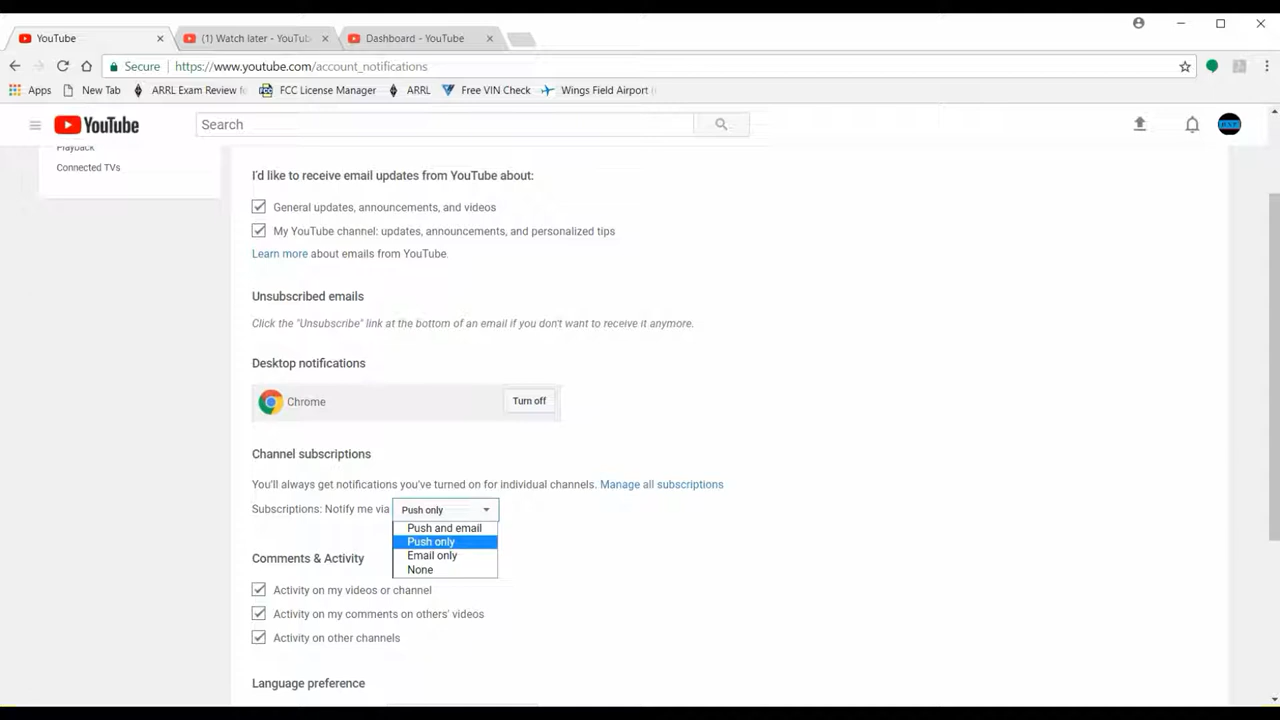 YouTube
(1) Watch later - YouTub
Dashboard - YouTube
Secure
https://www.youtube.com/account_notifications
Apps
New Tab
ARRL Exam Review f
FCC License Manager
ARRL
Free VIN Check
Wings Field Airport (
YouTube
Search
Playback
Connected TVs
I'd like to receive email updates from YouTube about:
General updates, announcements, and videos
My YouTube channel: updates, announcements, and personalized tips
Learn more about emails from YouTube.
Unsubscribed emails
Click the "Unsubscribe" link at the bottom of an email if you don't want to receive it anymore.
Desktop notifications
Chrome
Turn off
Channel subscriptions
You'll always get notifications you've turned on for individual channels. Manage all subscriptions
Subscriptions: Notify me via
Push only
Push and email
Push only
Email only
None
Comments & Activity
Activity on my videos or channel
Activity on my comments on others' videos
Activity on other channels
Language preference